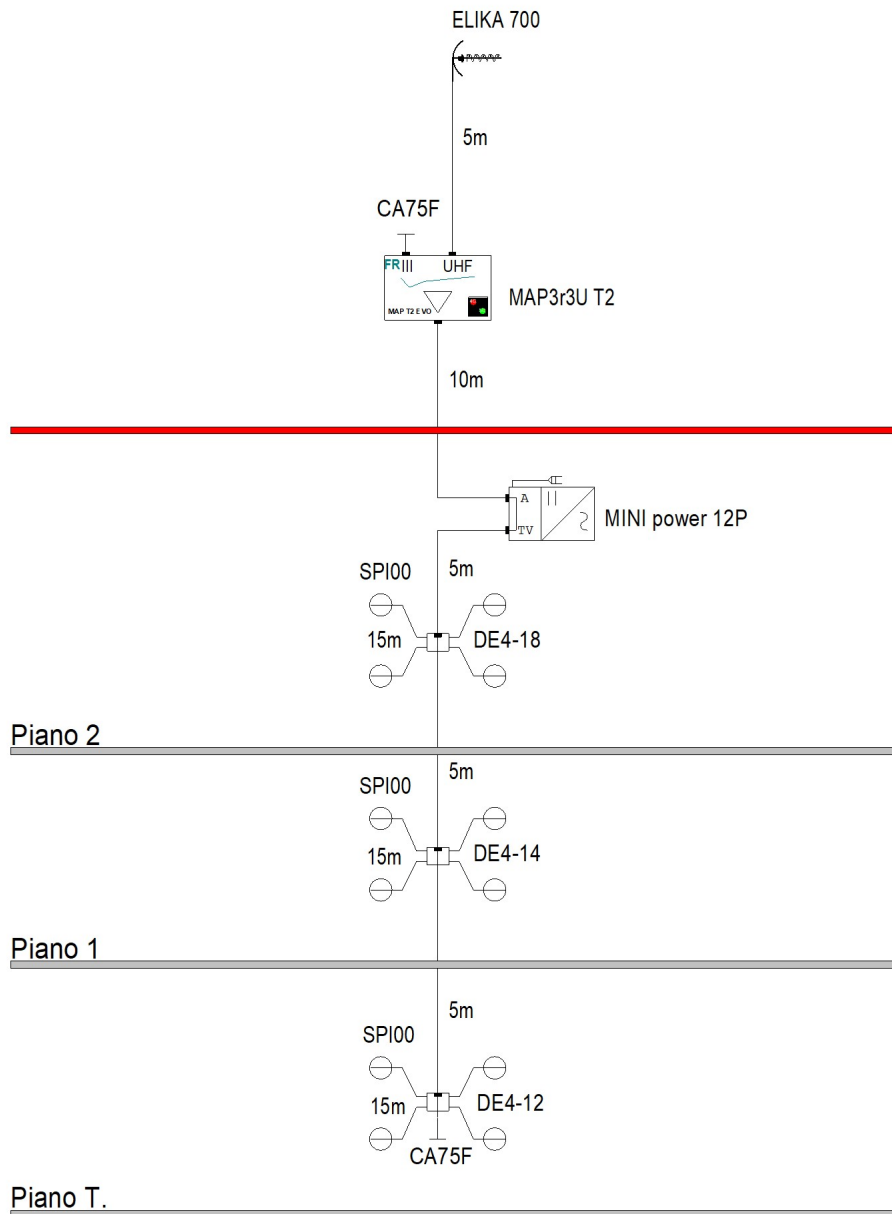 ELIKA 700
5m
CA75F
FR III UHF
MAP T2 EVO
MAP3r3U T2
10m
A
TV
MINI power 12P
5m
SPI00
15m
DE4-18
Piano 2
5m
SPI00
15m
DE4-14
Piano 1
5m
SPI00
15m
DE4-12
CA75F
Piano T.